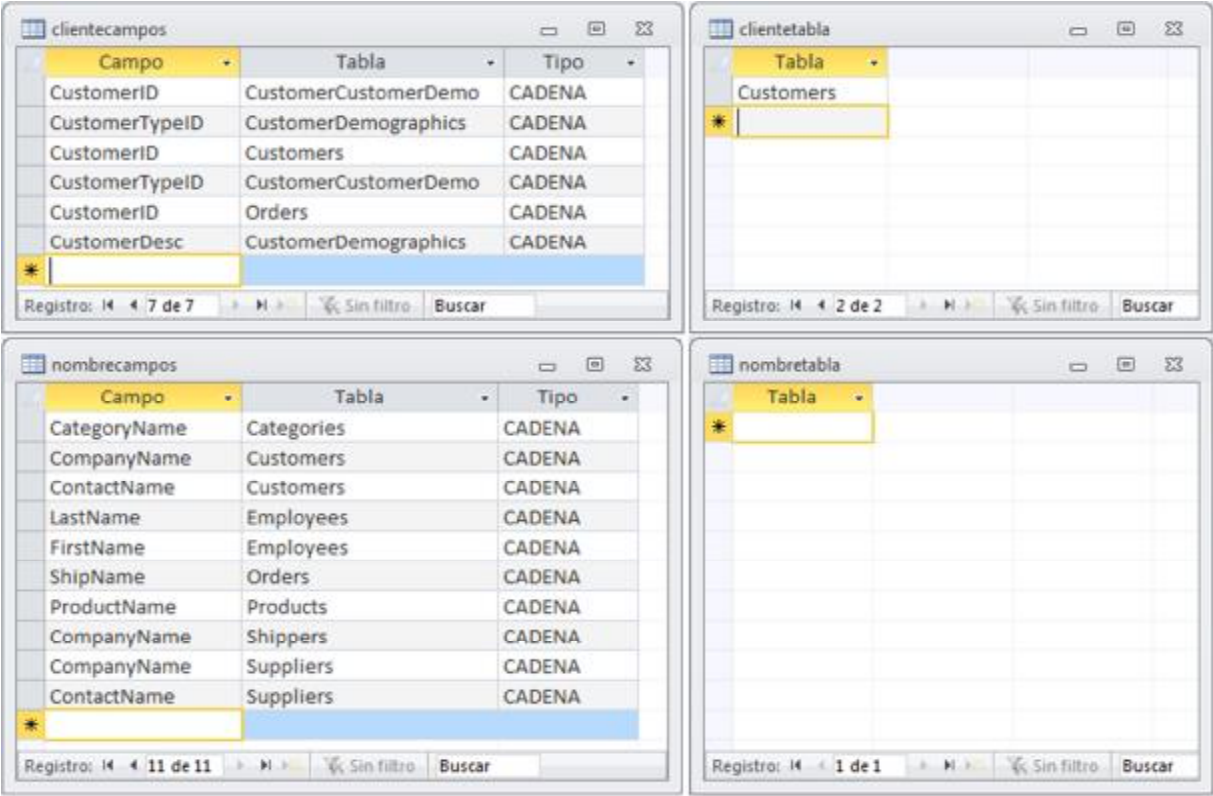 clientecampos
Campo Tabla Tipo
CustomerID CustomerCustomerDemo CADENA
CustomerTypeID CustomerDemographics CADENA
CustomerID Customers CADENA
CustomerTypeID CustomerCustomerDemo CADENA
CustomerID Orders CADENA
CustomerDesc CustomerDemographics CADENA
Registro: 7 de 7 Sin filtro Buscar
clientetabla
Tabla
Customers
Registro: 2 de 2 Sin filtro Buscar
nombrecampos
Campo Tabla Tipo
CategoryName Categories CADENA
CompanyName Customers CADENA
ContactName Customers CADENA
LastName Employees CADENA
FirstName Employees CADENA
ShipName Orders CADENA
ProductName Products CADENA
CompanyName Shippers CADENA
CompanyName Suppliers CADENA
ContactName Suppliers CADENA
Registro: 11 de 11 Sin filtro Buscar
nombretabla
Tabla
Registro: 1 de 1 Sin filtro Buscar